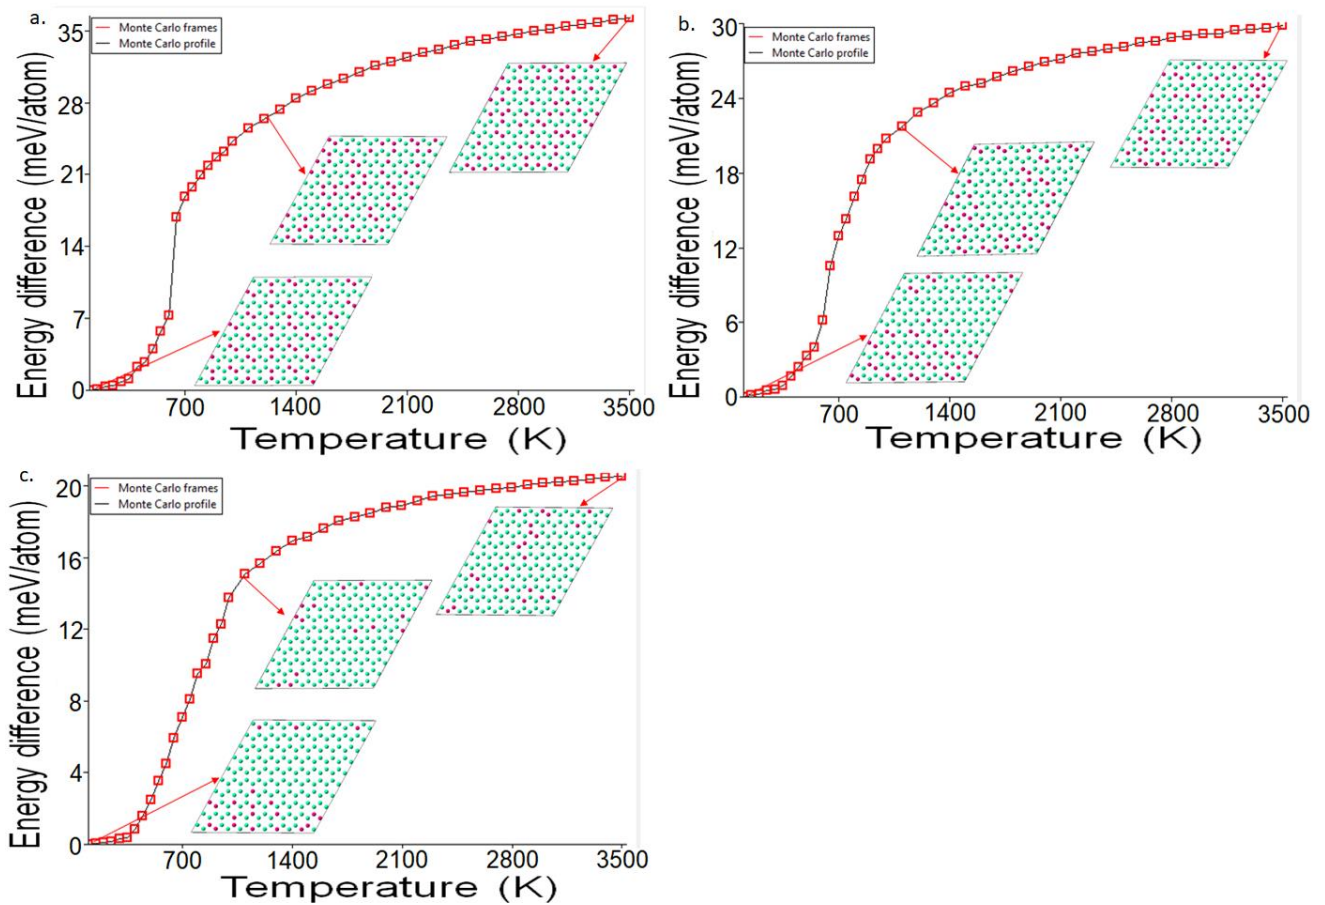 a.
Monte Carlo frames
Monte Carlo profile
Energy difference (meV/atom)
35
28
21
14
7
0
700 1400 2100 2800 3500
Temperature (K)
b.
Monte Carlo frames
Monte Carlo profile
Energy difference (meV/atom)
30
24
18
12
6
0
700 1400 2100 2800 3500
Temperature (K)
c.
Monte Carlo frames
Monte Carlo profile
Energy difference (meV/atom)
20
16
12
8
4
0
700 1400 2100 2800 3500
Temperature (K)